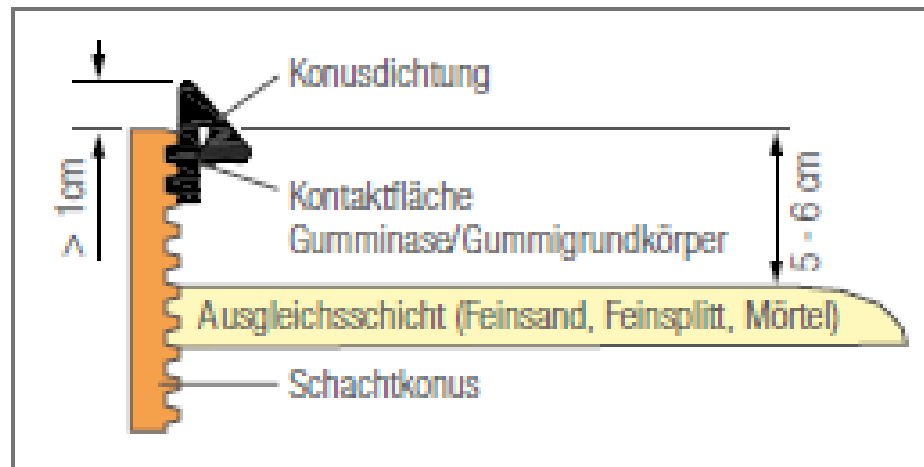 Konusdichtung
> 1cm
Kontaktfläche
Gumminase/Gummigrundkörper
5 - 6 cm
Ausgleichsschicht (Feinsand, Feinsplitt, Mörtel)
Schachtkonus